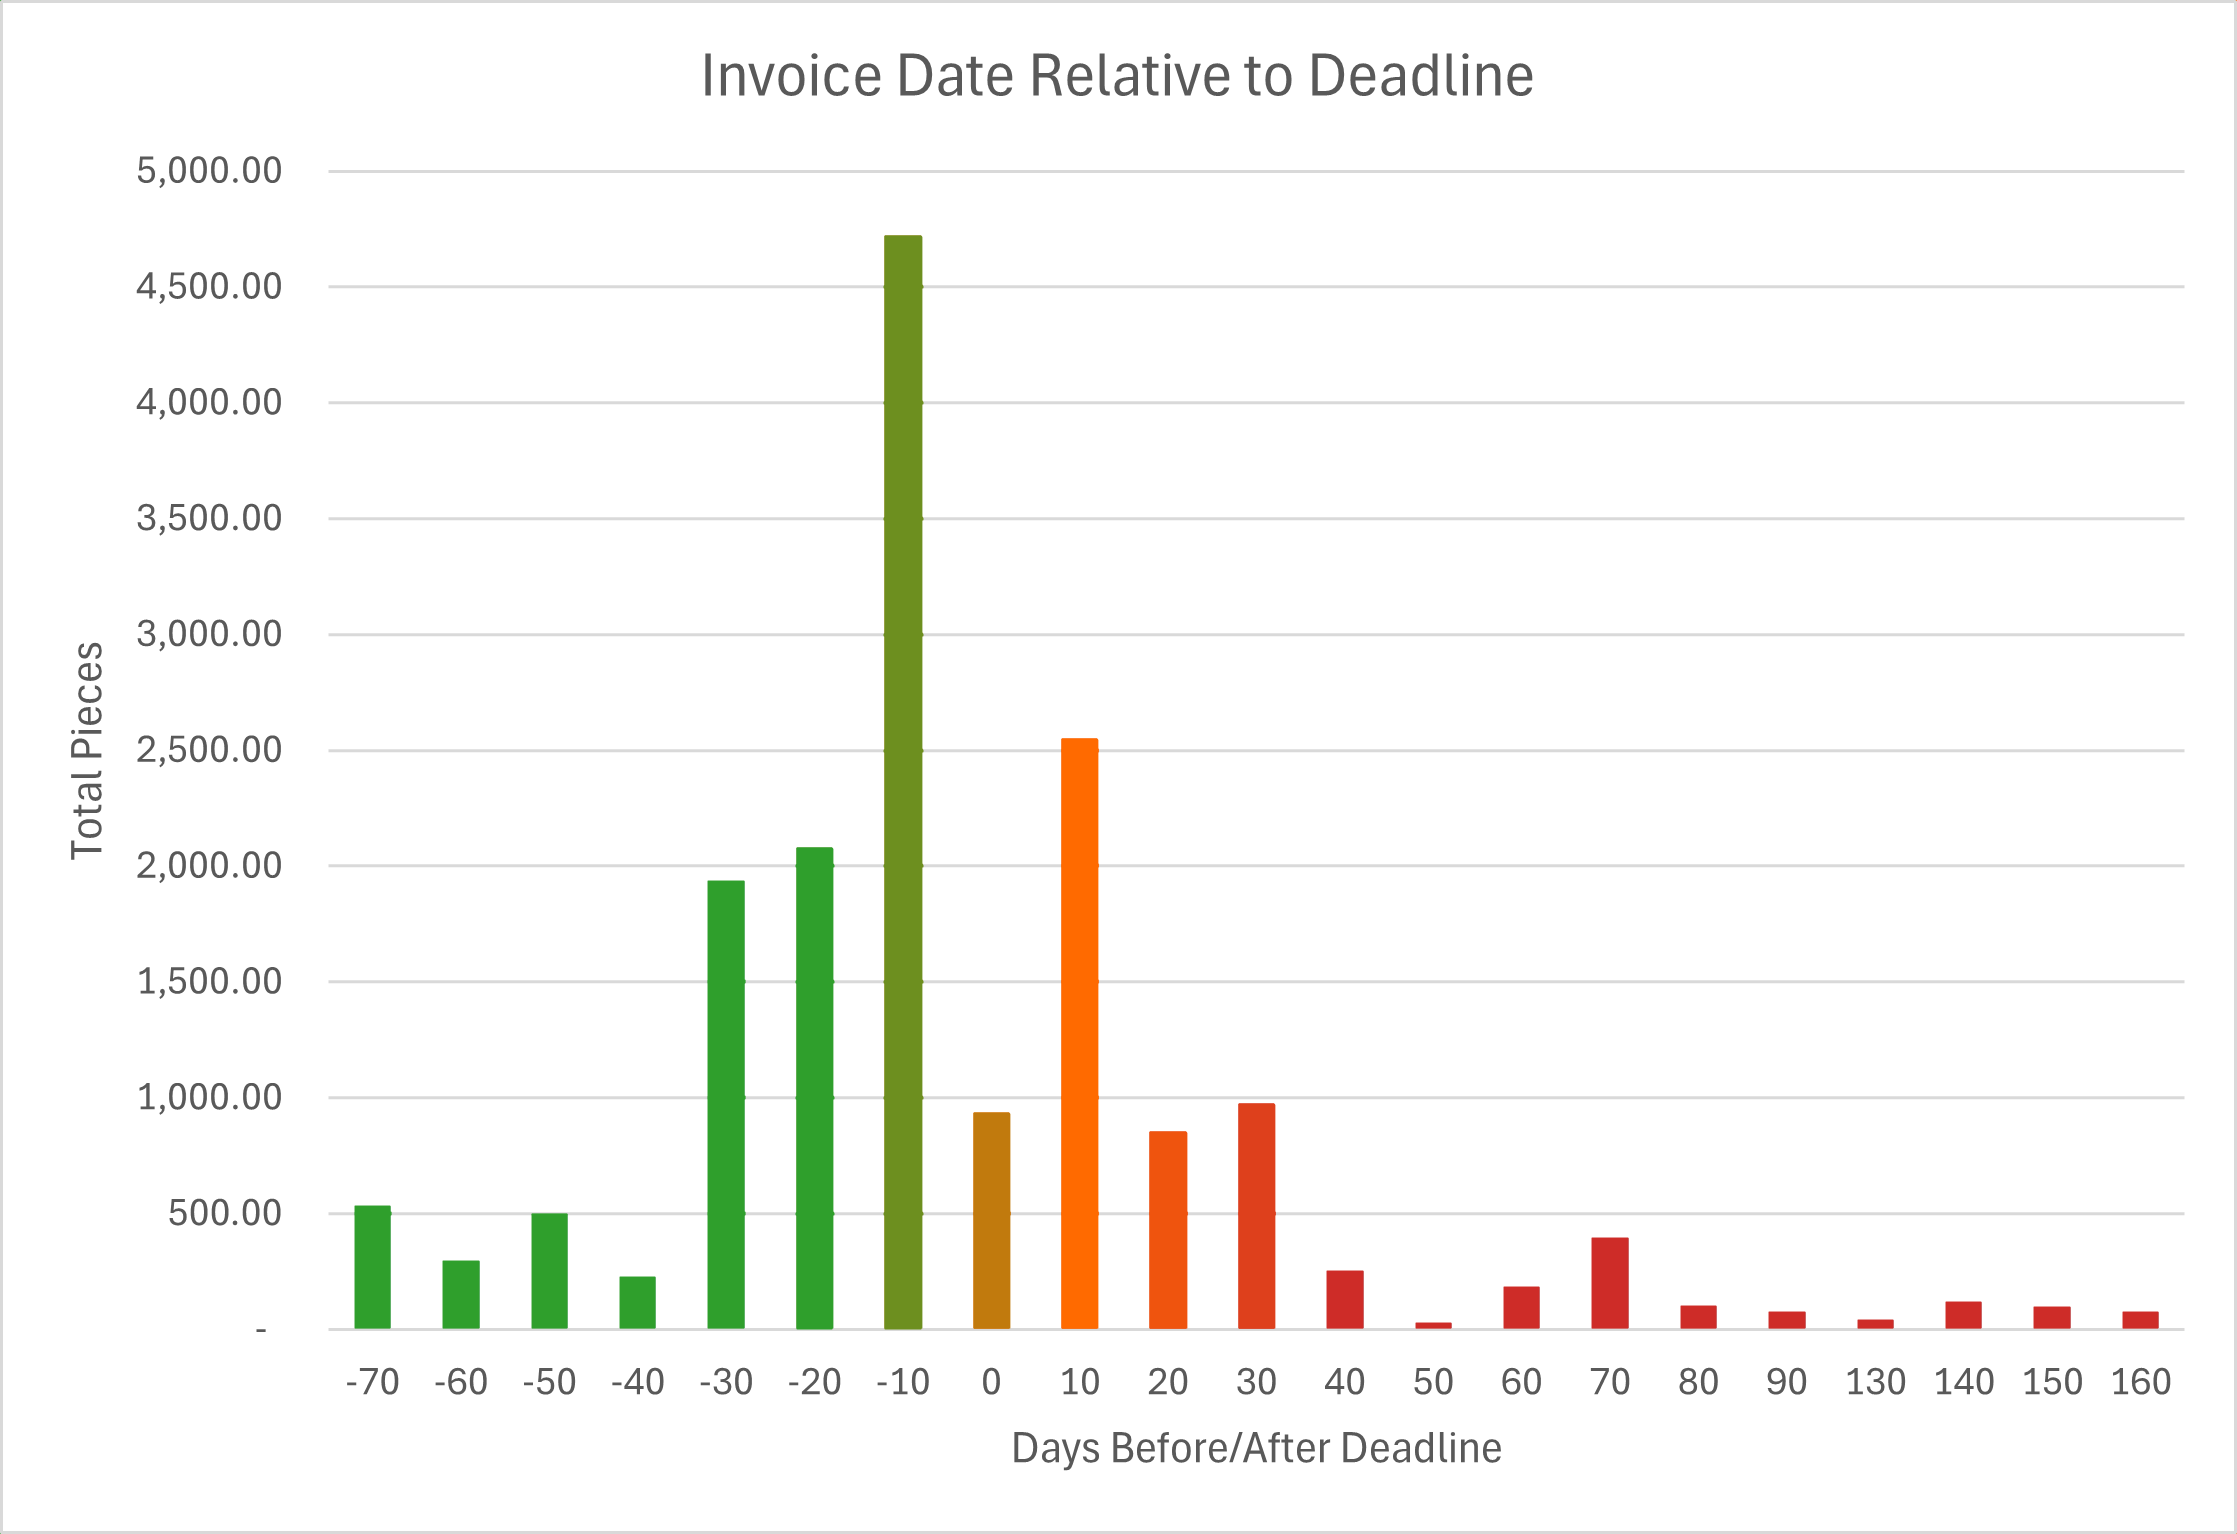 Invoice Date Relative to Deadline
5,000.00
4,500.00
4,000.00
3,500.00
3,000.00
2,500.00
2,000.00
1,500.00
1,000.00
500.00
-
Total Pieces
-70 -60 -50 -40 -30 -20 -10 0 10 20 30 40 50 60 70 80 90 130 140 150 160
Days Before/After Deadline